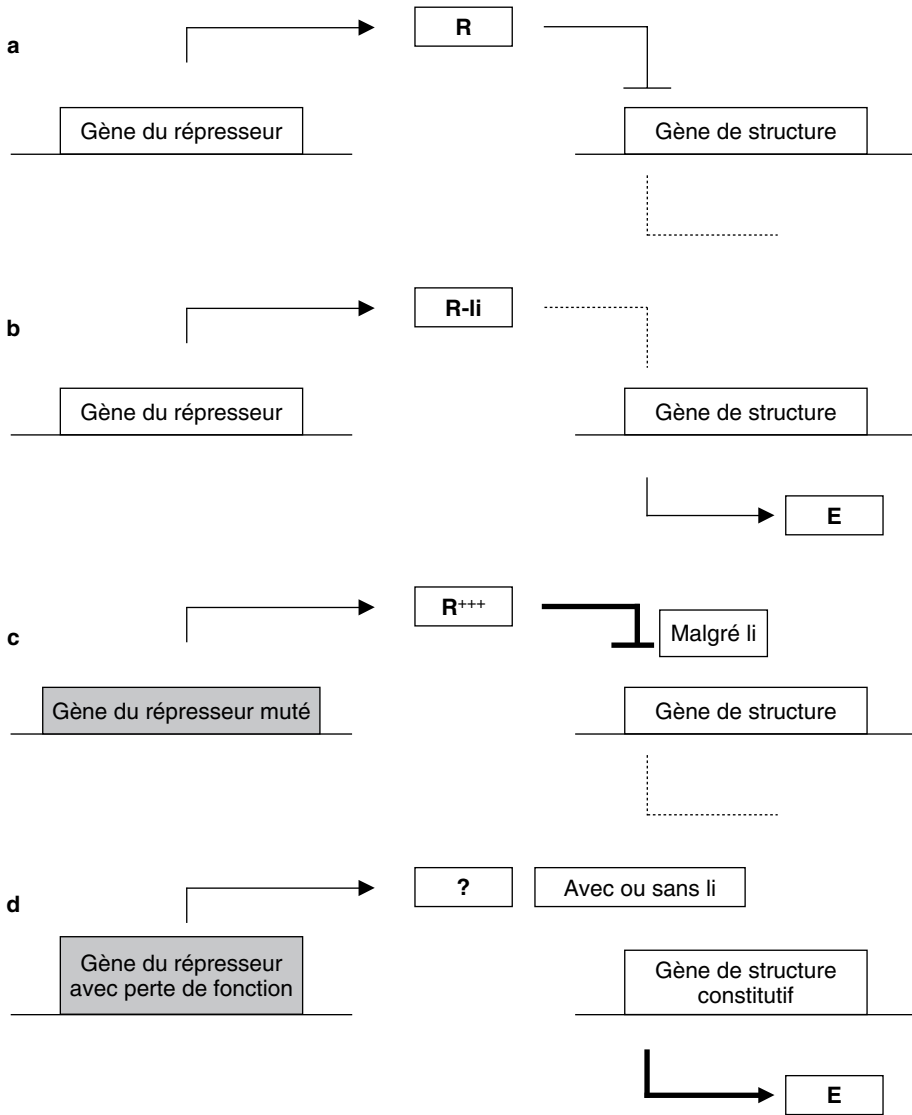 a
R
Gène du répresseur
Gène de structure
b
R-li
Gène du répresseur
Gène de structure
E
c
R+++
Malgré li
Gène du répresseur muté
Gène de structure
d
?
Avec ou sans li
Gène du répresseur
avec perte de fonction
Gène de structure
constitutif
E